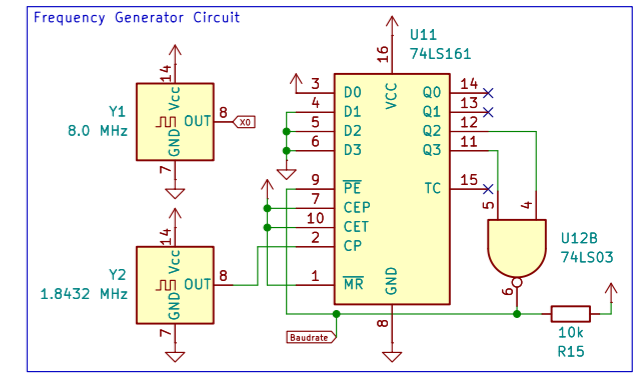 Frequency Generator Circuit
U11
74LS161
16
VCC
3 D0
4 D1
5 D2
6 D3
9 PE
7 CEP
10 CET
2 CP
1 MR
Q0 14
Q1 13
Q2 12
Q3 11
TC 15
GND
8
Y1
8.0 MHz
14
Vcc
OUT 8
X0
GND
7
Y2
1.8432 MHz
14
Vcc
OUT 8
GND
7
5
4
U12B
74LS03
6
10k
R15
Baudrate